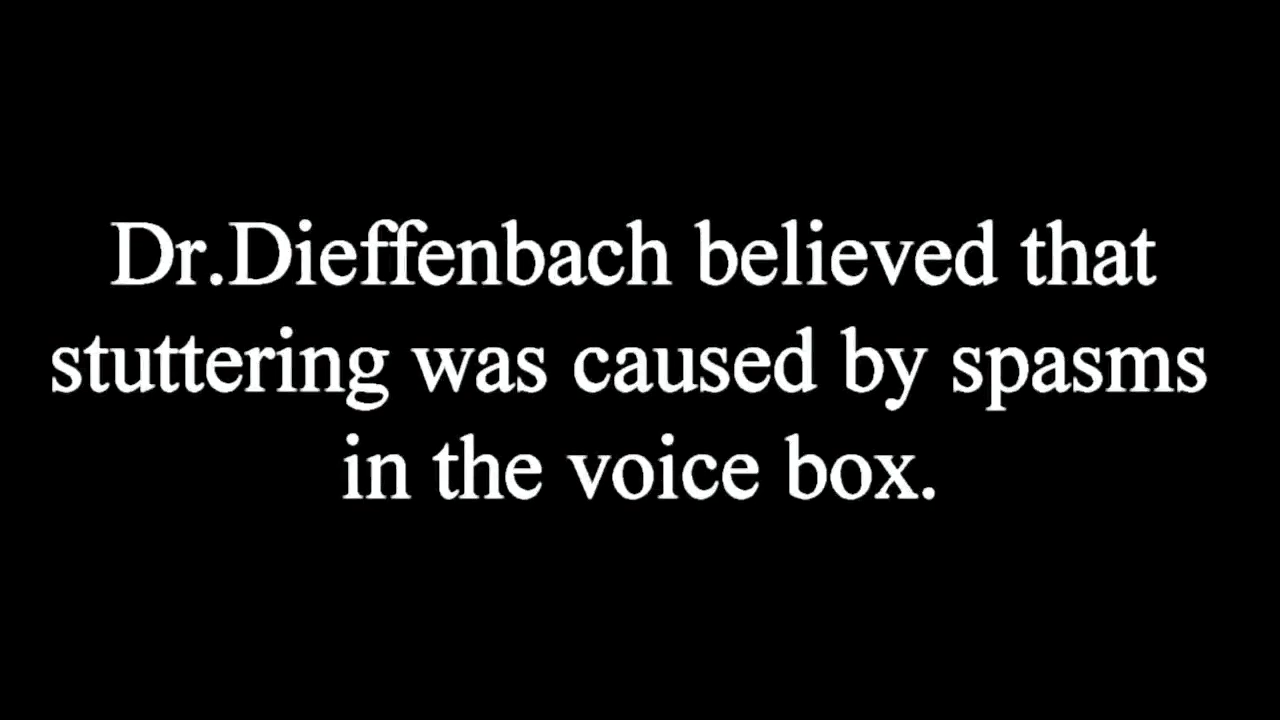 Dr.Dieffenbach believed that
stuttering was caused by spasms
in the voice box.